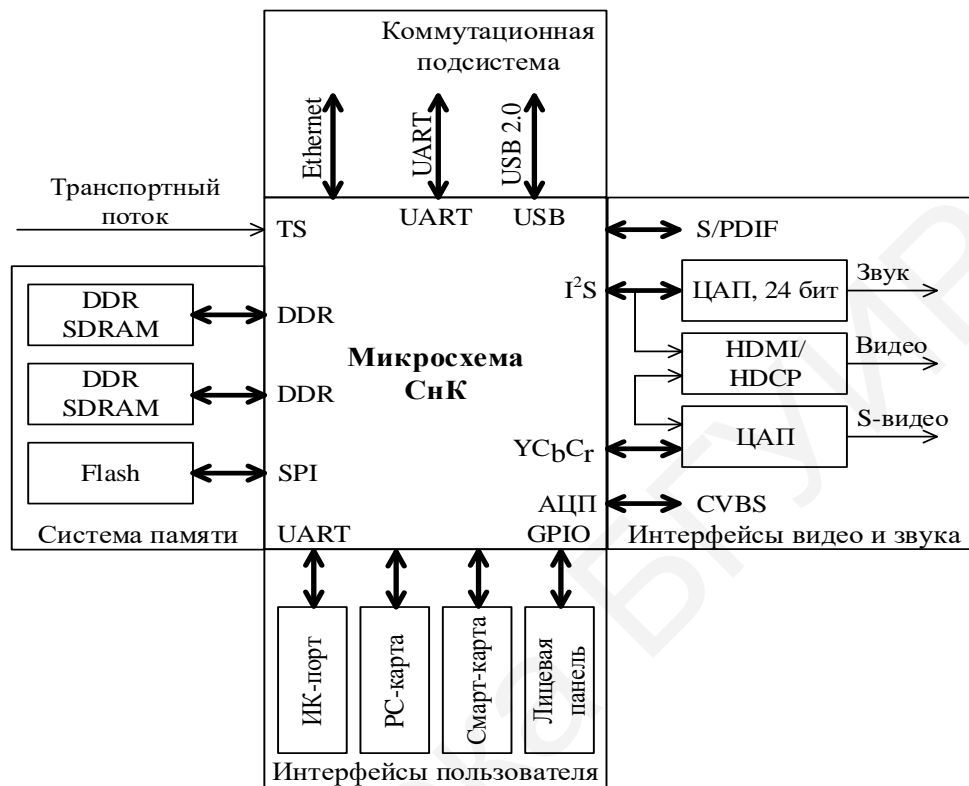 Коммутационная
подсистема
Ethernet
UART
USB 2.0
Транспортный
поток
TS
UART
USB
S/PDIF
DDR
SDRAM
DDR
I²S
ЦАП, 24 бит
Звук
Микросхема
СнК
HDMI/
HDCP
Видео
DDR
SDRAM
DDR
ЦАП
S-видео
Flash
SPI
YCbCr
АЦП
CVBS
Система памяти
UART
GPIO
Интерфейсы видео и звука
ИК-порт
PC-карта
Смарт-карта
Лицевая
панель
Интерфейсы пользователя
ка БГУИР